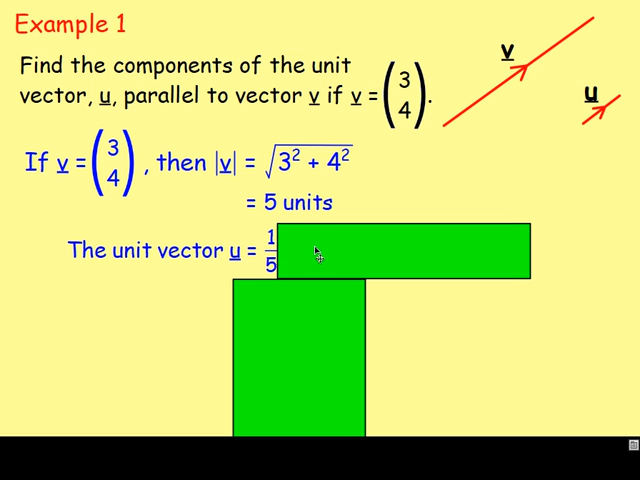 Example 1
Find the components of the unit
vector, u, parallel to vector v if v = (3 4).
v
u
If v = (3 4), then |v| = √3² + 4²
= 5 units
The unit vector u = 1/5